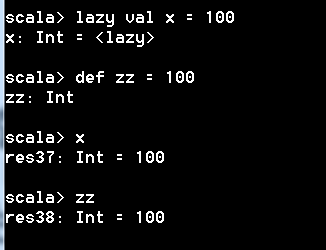 scala> lazy val x = 100
x: Int = <lazy>
scala> def zz = 100
zz: Int
scala> x
res37: Int = 100
scala> zz
res38: Int = 100